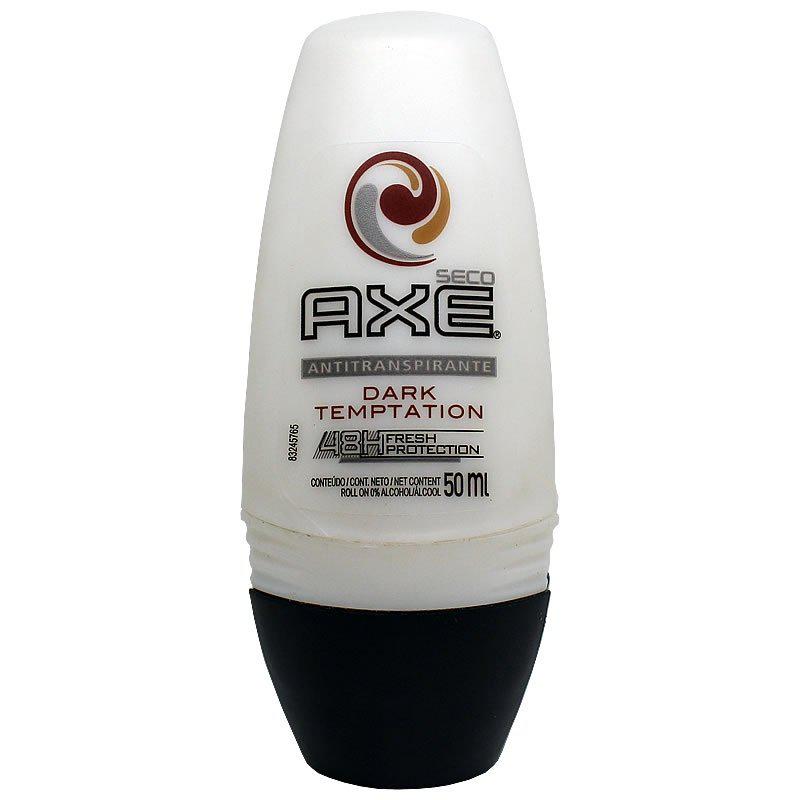 SECO
AXE®
ANTITRANSPIRANTE
DARK
TEMPTATION
48H FRESH
PROTECTION
83245765
CONTEÚDO / CONT. NETO / NET CONTENT 50 ml
ROLL ON 0% ALCOHOL/ÁLCOOL